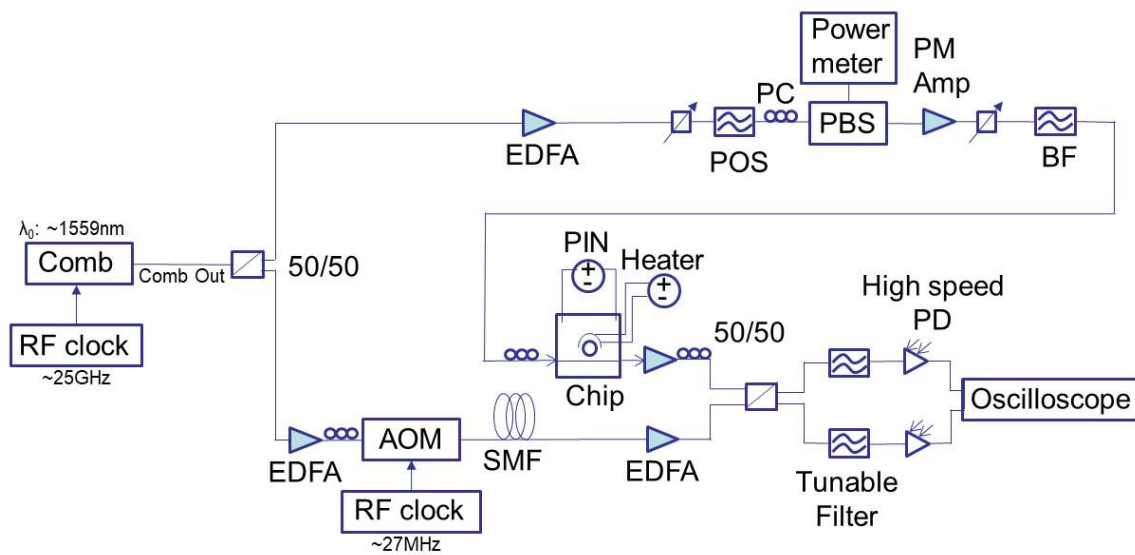 Power
meter
PM
Amp
PC
PBS
EDFA
POS
BF
λ0: ~1559nm
Comb
Comb Out
50/50
RF clock
~25GHz
PIN
+
-
Heater
+
-
High speed
PD
50/50
Chip
Oscilloscope
AOM
EDFA
SMF
EDFA
Tunable
Filter
RF clock
~27MHz